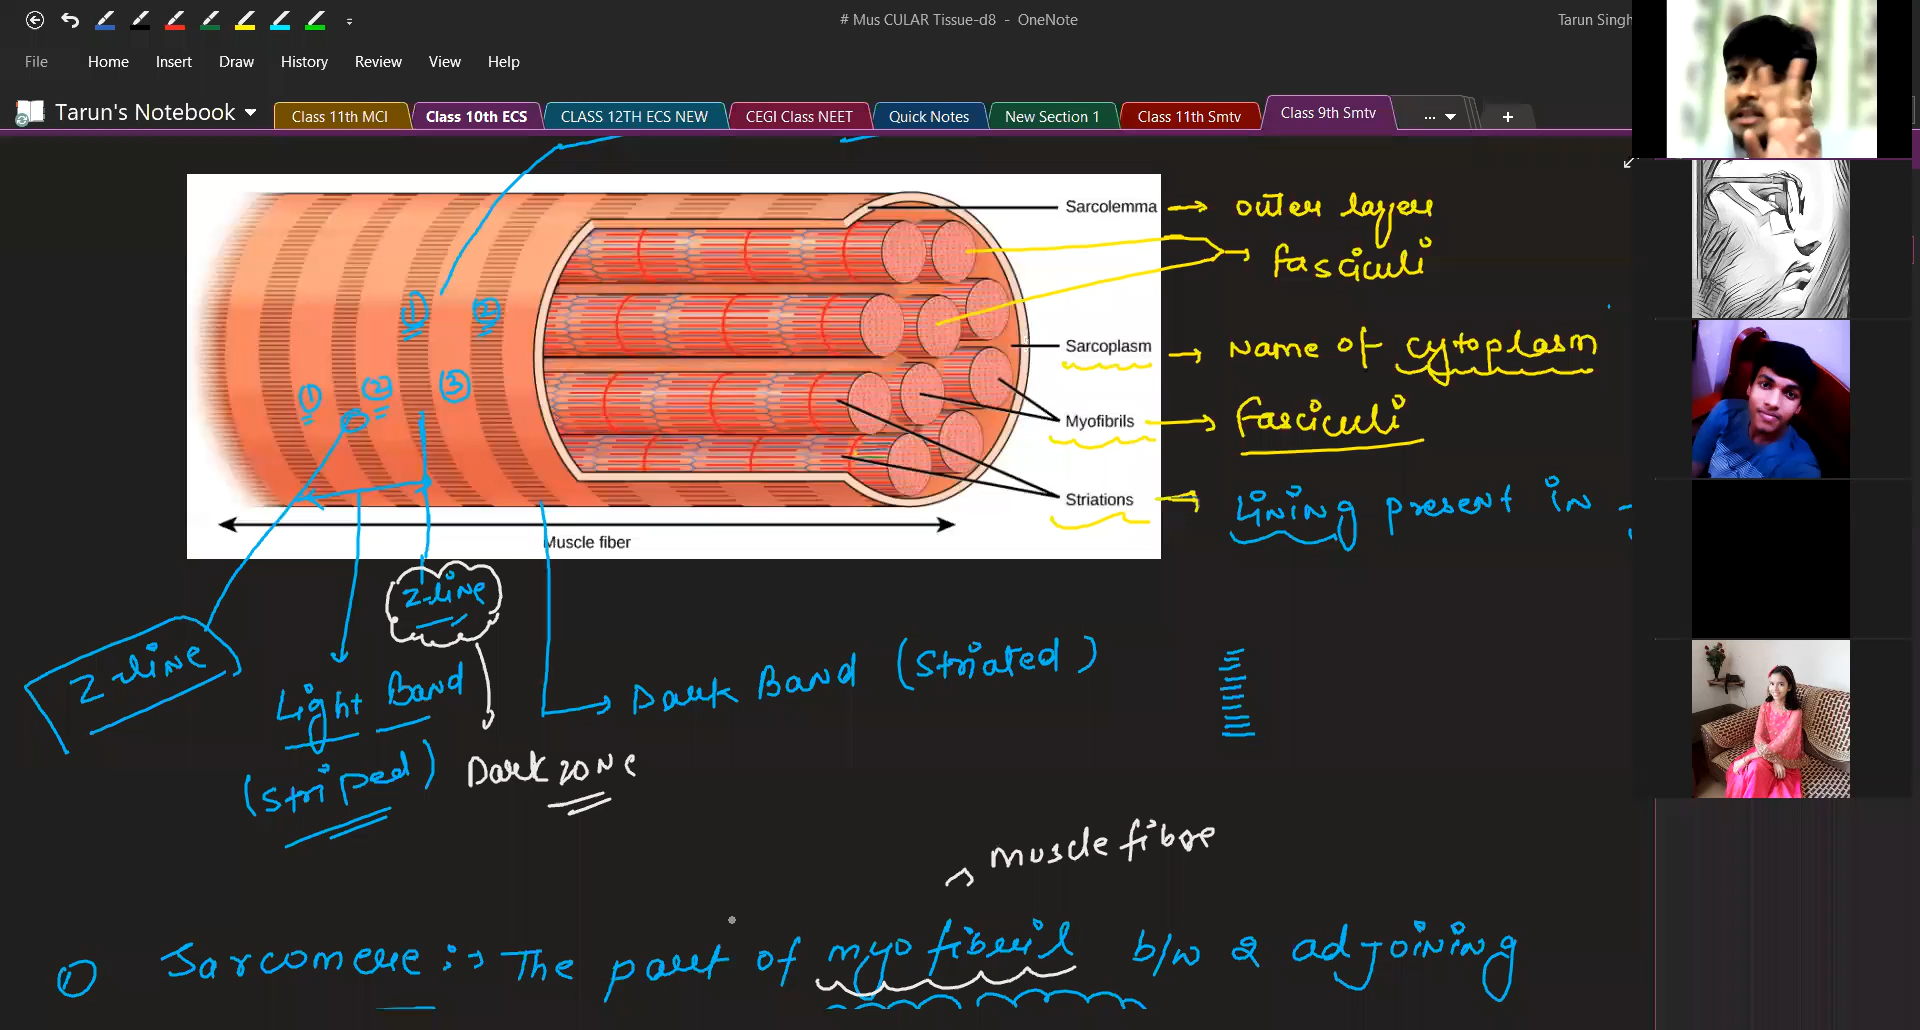 # Mus CULAR Tissue-d8 - OneNote
Tarun Singh
File Home Insert Draw History Review View Help
Tarun's Notebook
Class 11th MCI
Class 10th ECS
CLASS 12TH ECS NEW
CEGI Class NEET
Quick Notes
New Section 1
Class 11th Smtv
Class 9th Smtv
...
+
Sarcolemma → outer layer
fasciculi
① ②
Sarcoplasm → Name of cytoplasm
① (2) (3)
Myofibrils → fasciculi
Striations → Lining present in
Muscle fiber
Z-line
Z-line
Light Band
(striped)
Dark Band (Striated)
Dark zone
muscle fibre
① Sarcomere :→ The part of myofibril b/w 2 adjoining